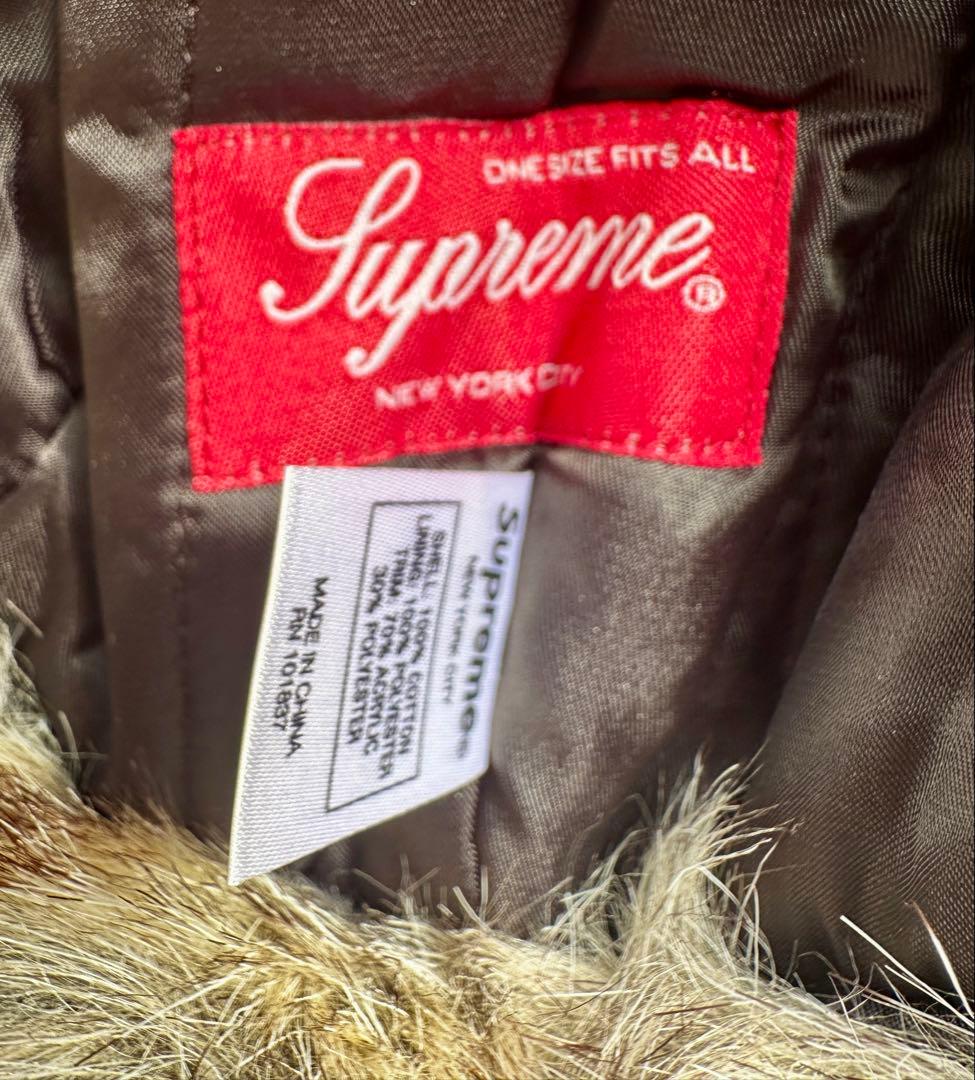 ONE SIZE FITS ALL
Supreme®
NEW YORK CITY
Supreme®
NEW YORK CITY
SHELL: 100% COTTON
LINING: 100% POLYESTER
TRIM: 70% ACRYLIC
30% POLYESTER
MADE IN CHINA
RN 101837